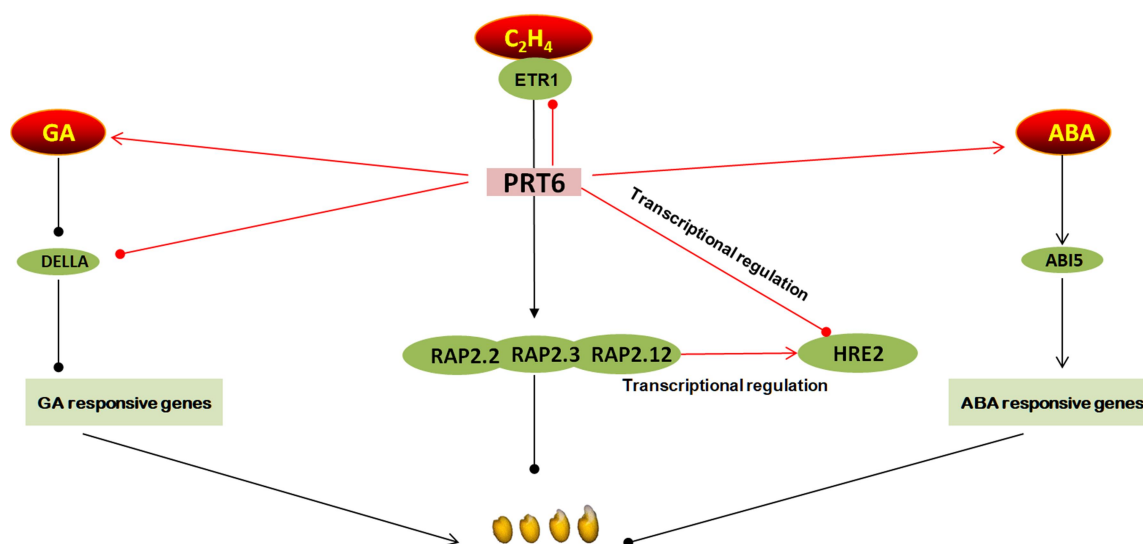 C₂H₄
ETR1
GA
ABA
PRT6
Transcriptional regulation
DELLA
ABI5
RAP2.2 RAP2.3 RAP2.12
HRE2
Transcriptional regulation
GA responsive genes
ABA responsive genes